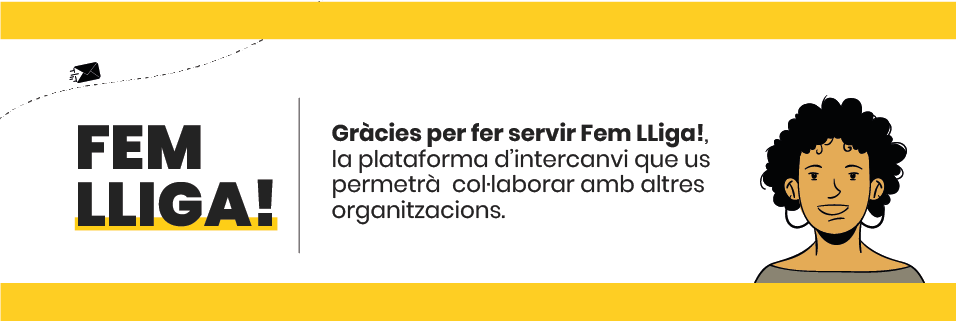 FEM
LLIGA!
Gràcies per fer servir Fem LLiga!,
la plataforma d’intercanvi que us
permetrà  col·laborar amb altres
organitzacions.